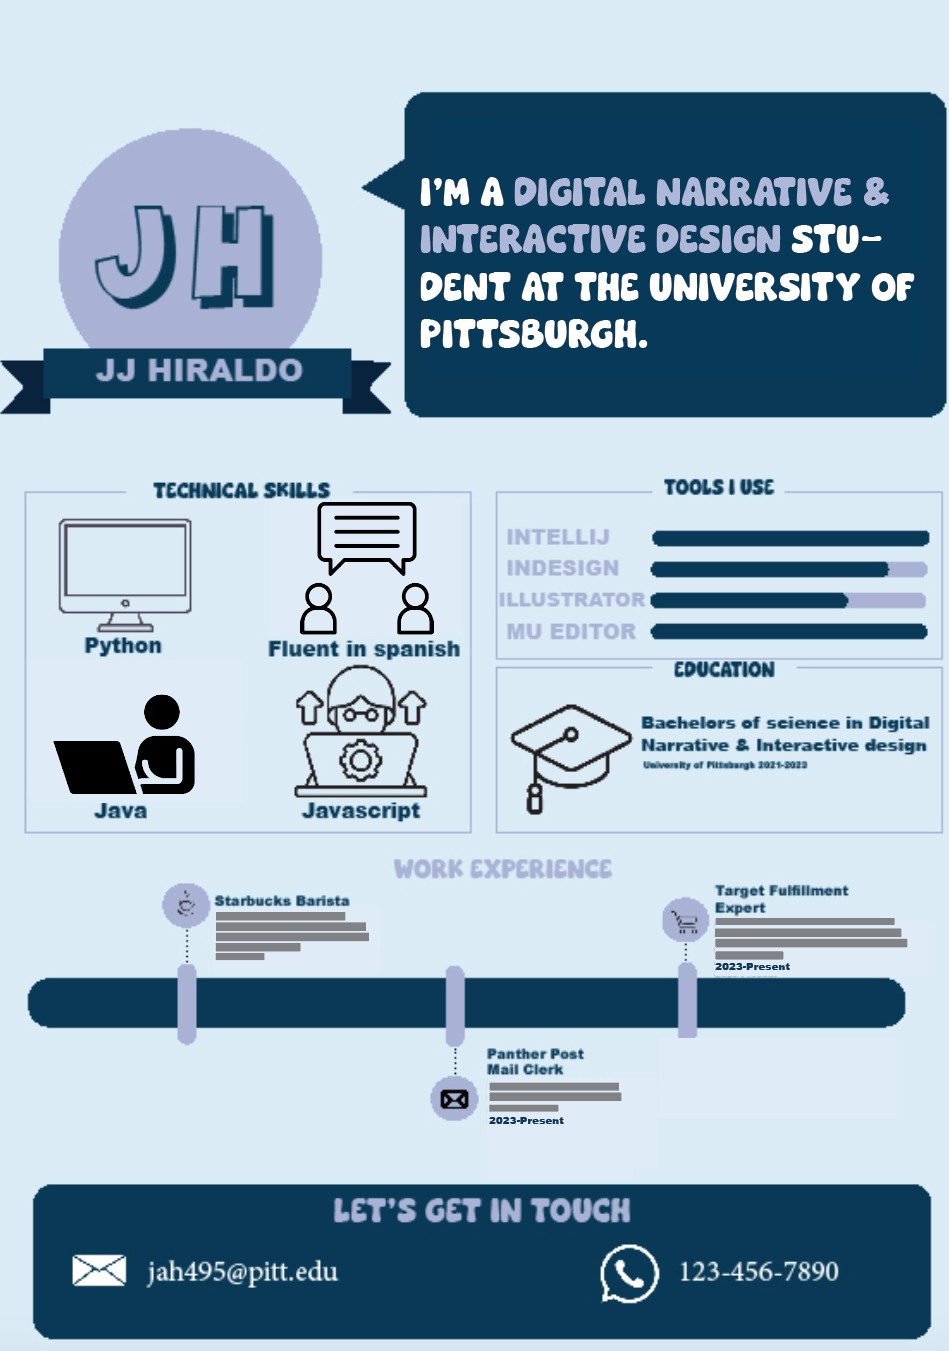 JH
JJ HIRALDO
I'M A DIGITAL NARRATIVE &
INTERACTIVE DESIGN STU-
DENT AT THE UNIVERSITY OF
PITTSBURGH.
TECHNICAL SKILLS
Python
Fluent in spanish
Java
Javascript
TOOLS I USE
INTELLIJ
INDESIGN
ILLUSTRATOR
MU EDITOR
EDUCATION
Bachelors of science in Digital
Narrative & Interactive design
University of Pittsburgh 2021-2023
WORK EXPERIENCE
Starbucks Barista
Target Fulfillment
Expert
2023-Present
Panther Post
Mail Clerk
2023-Present
LET'S GET IN TOUCH
jah495@pitt.edu
123-456-7890